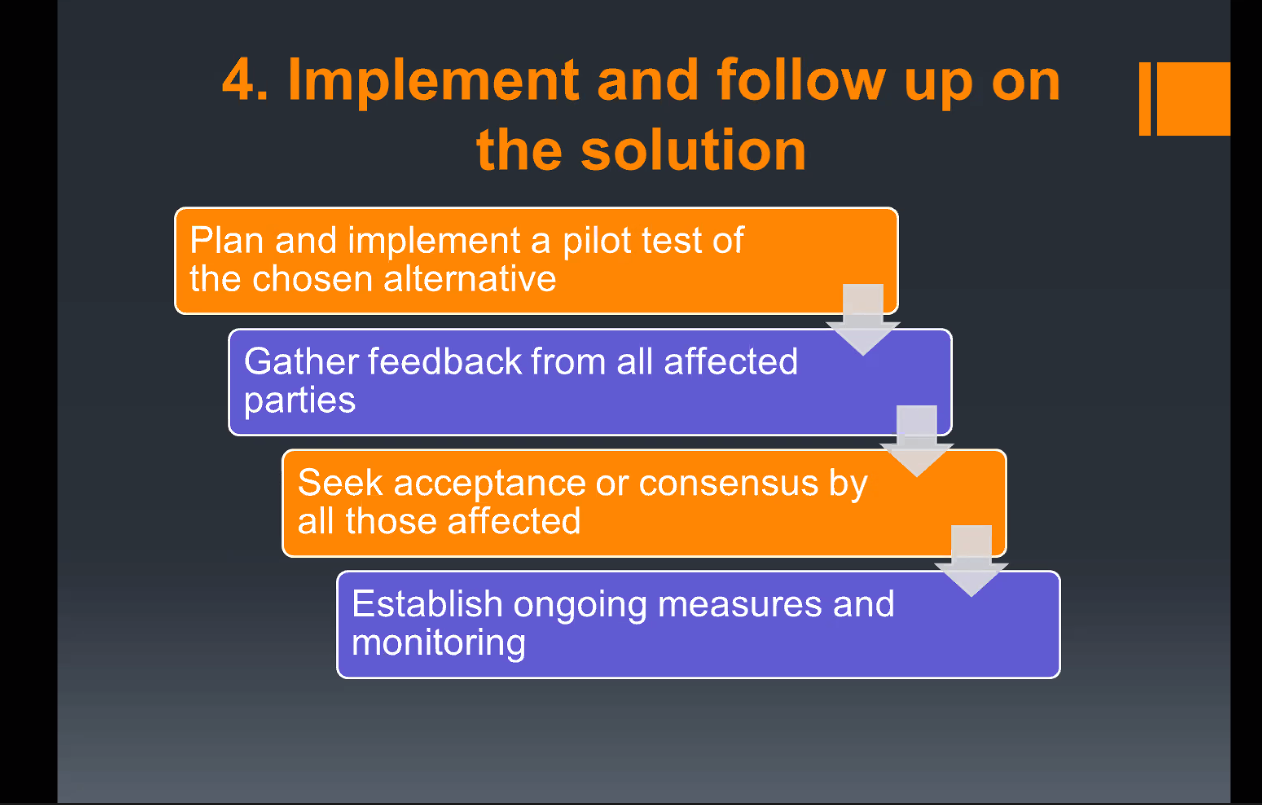 4. Implement and follow up on
the solution
Plan and implement a pilot test of
the chosen alternative
Gather feedback from all affected
parties
Seek acceptance or consensus by
all those affected
Establish ongoing measures and
monitoring